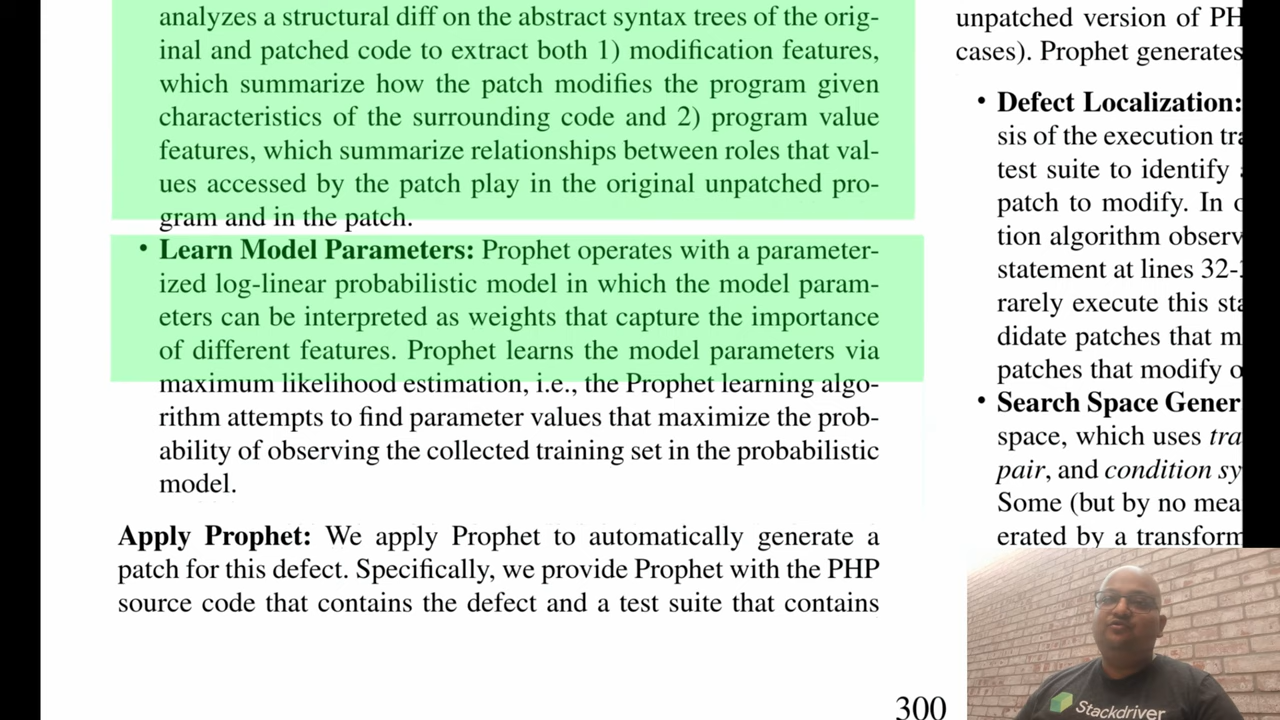 analyzes a structural diff on the abstract syntax trees of the orig-
inal and patched code to extract both 1) modification features,
which summarize how the patch modifies the program given
characteristics of the surrounding code and 2) program value
features, which summarize relationships between roles that val-
ues accessed by the patch play in the original unpatched pro-
gram and in the patch.
• Learn Model Parameters: Prophet operates with a parameter-
ized log-linear probabilistic model in which the model param-
eters can be interpreted as weights that capture the importance
of different features. Prophet learns the model parameters via
maximum likelihood estimation, i.e., the Prophet learning algo-
rithm attempts to find parameter values that maximize the prob-
ability of observing the collected training set in the probabilistic
model.
Apply Prophet: We apply Prophet to automatically generate a
patch for this defect. Specifically, we provide Prophet with the PHP
source code that contains the defect and a test suite that contains
unpatched version of PH
cases). Prophet generates
• Defect Localization:
sis of the execution tra
test suite to identify
patch to modify. In o
tion algorithm observ
statement at lines 32-
rarely execute this sta
didate patches that m
patches that modify o
• Search Space Gener
space, which uses tra
pair, and condition sy
Some (but by no mea
erated by a transform
300
Stackdriver